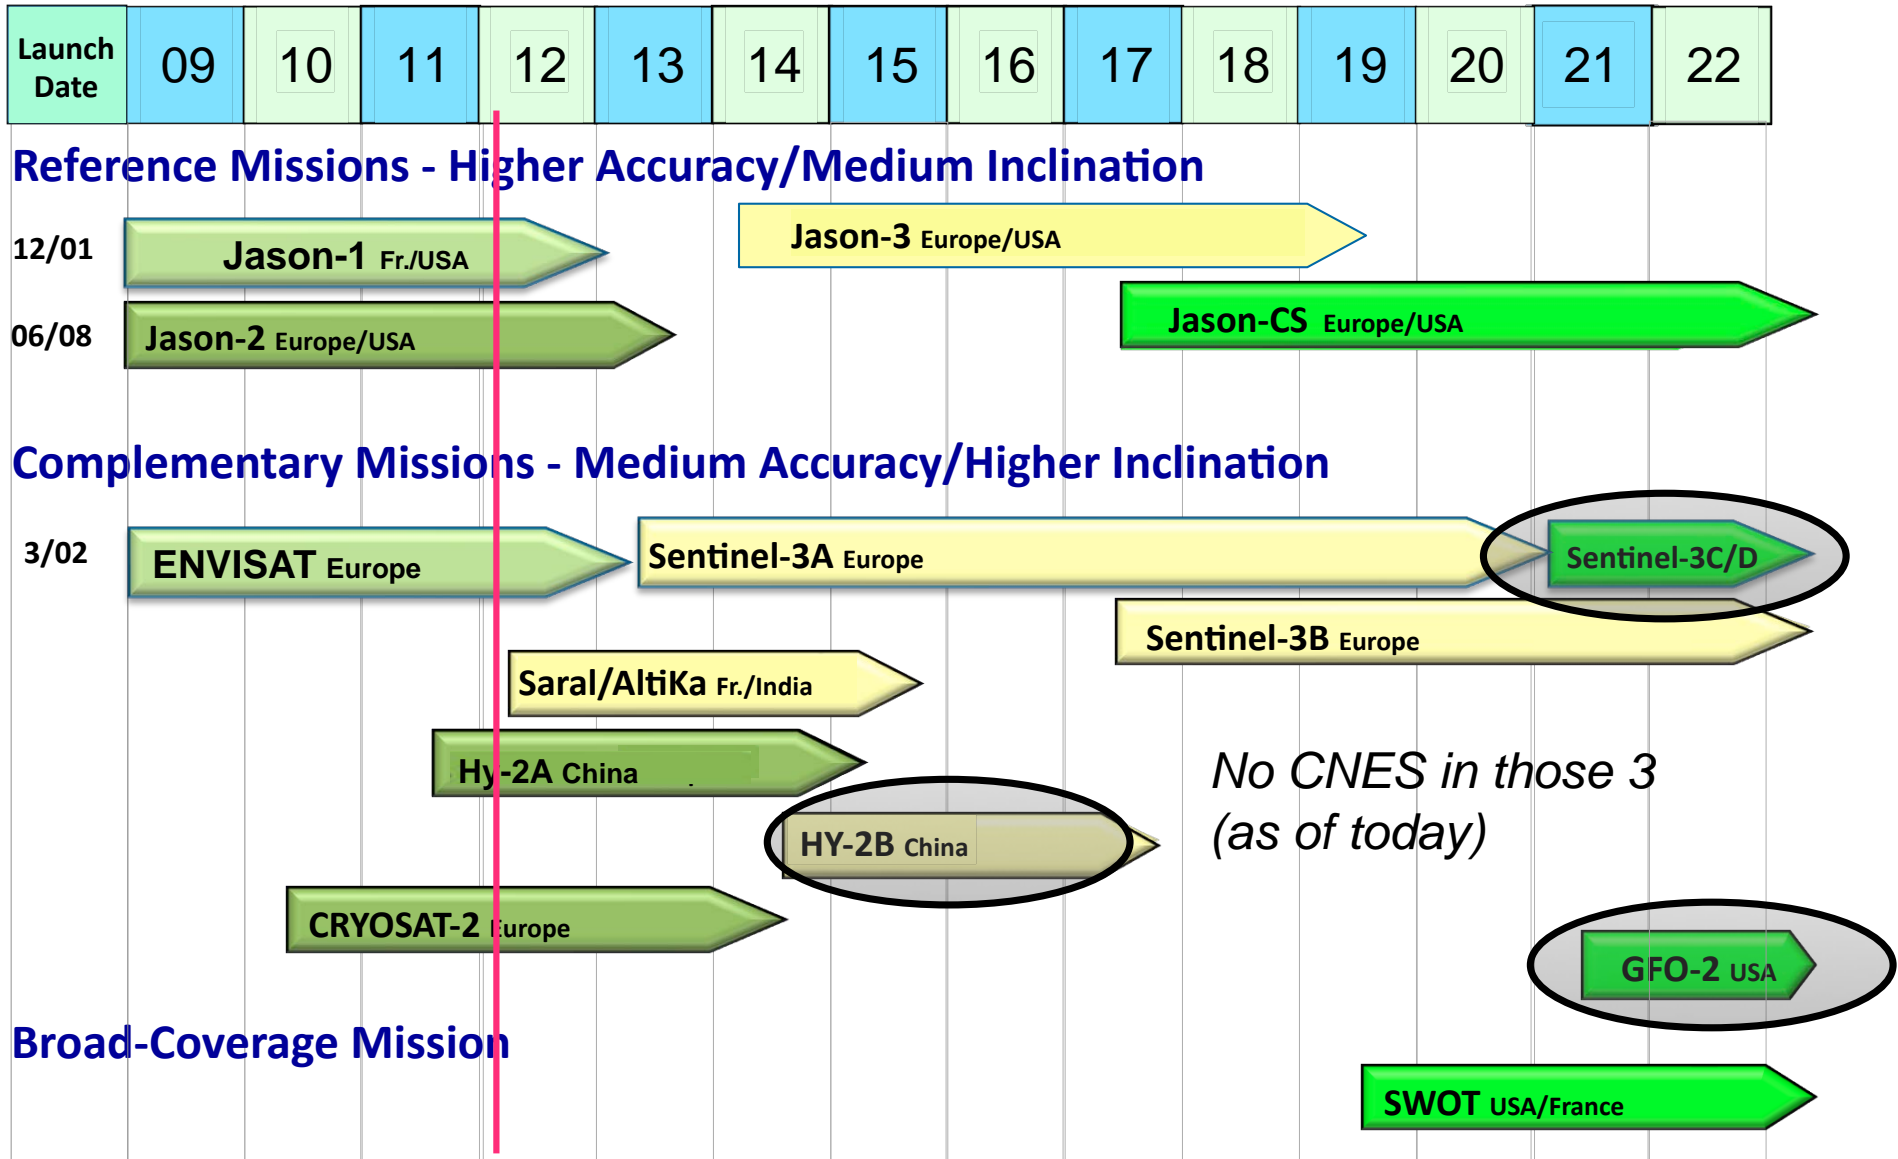 Launch Date 09 10 11 12 13 14 15 16 17 18 19 20 21 22
Reference Missions - Higher Accuracy/Medium Inclination
12/01 Jason-1 Fr./USA
Jason-3 Europe/USA
06/08 Jason-2 Europe/USA
Jason-CS Europe/USA
Complementary Missions - Medium Accuracy/Higher Inclination
3/02 ENVISAT Europe
Sentinel-3A Europe
Sentinel-3C/D
Sentinel-3B Europe
Saral/AltiKa Fr./India
Hy-2A China
No CNES in those 3
(as of today)
HY-2B China
CRYOSAT-2 Europe
GFO-2 USA
Broad-Coverage Mission
SWOT USA/France